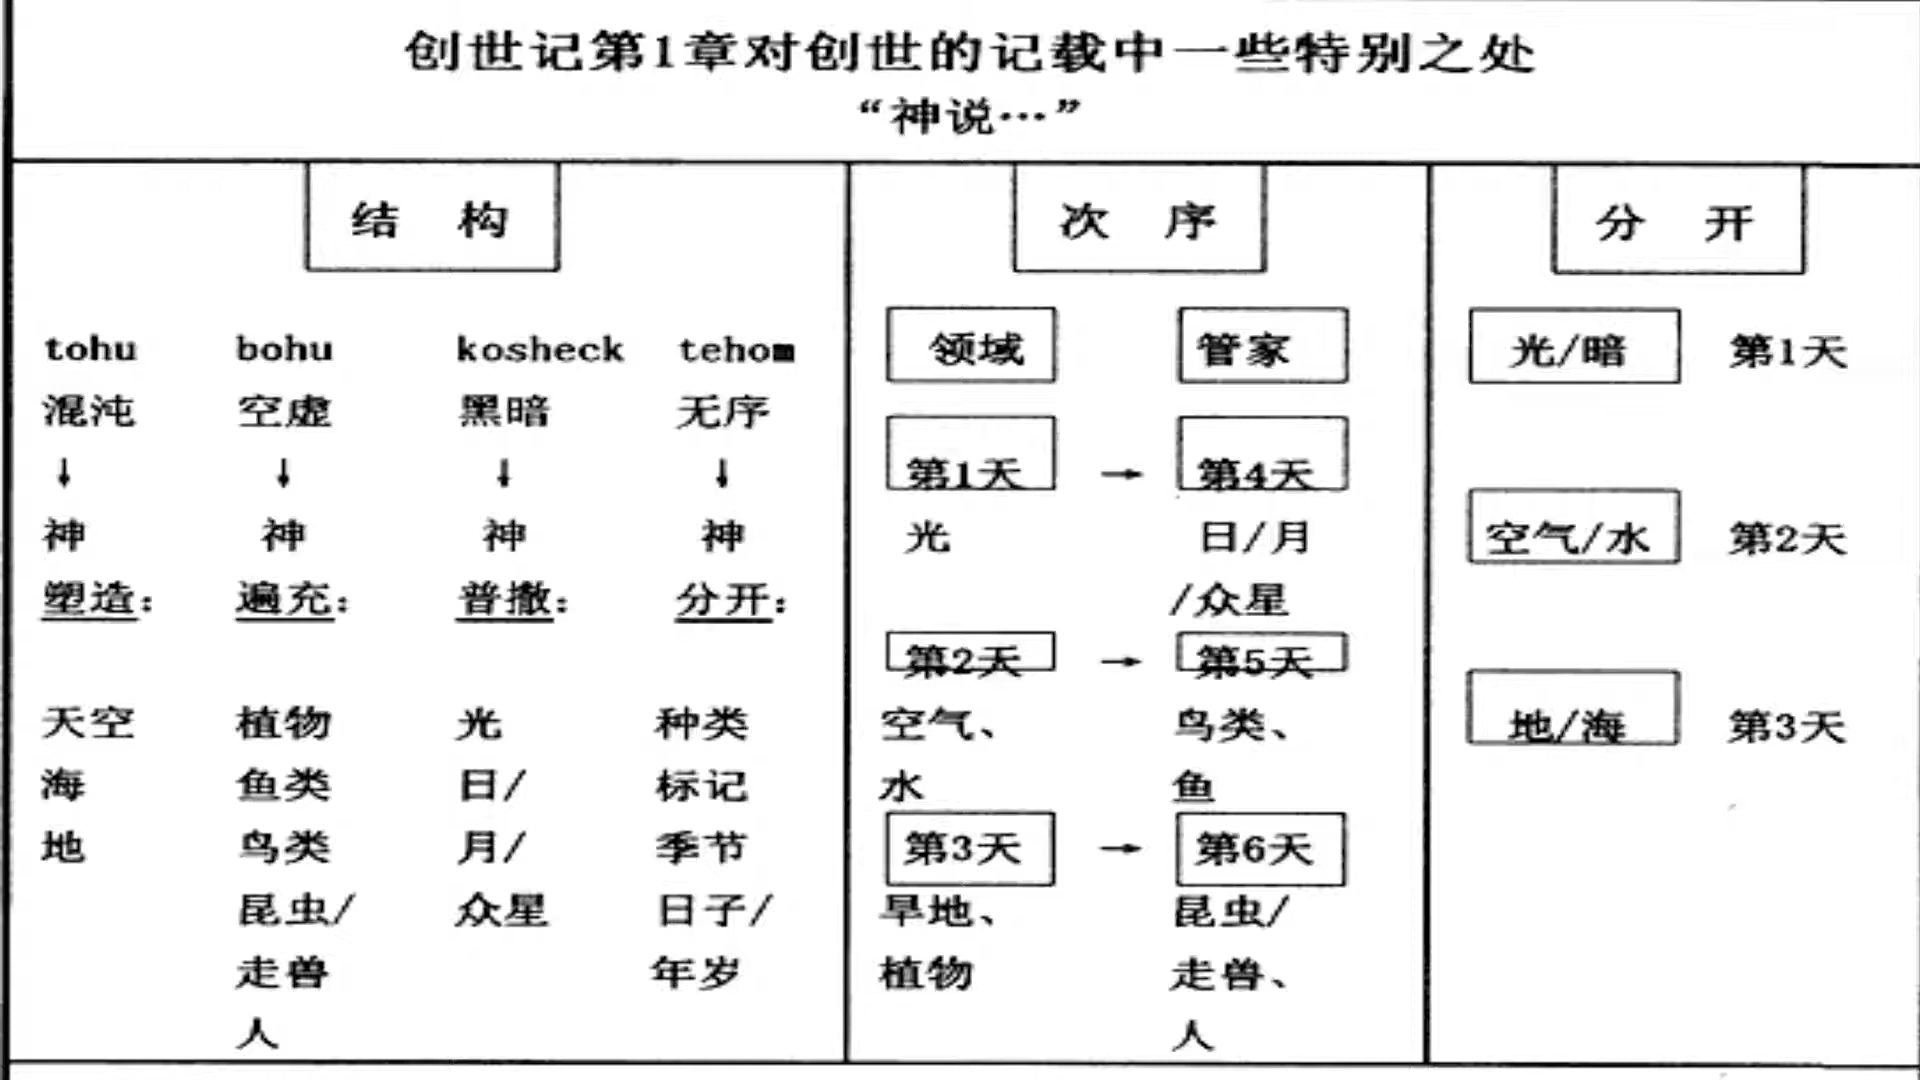 创世记第1章对创世的记载中一些特别之处
“神说…”
结 构
tohu bohu kosheck tehom
混沌 空虚 黑暗 无序
↓ ↓ ↓ ↓
神 神 神 神
塑造: 遍充: 普撒: 分开:
天空 植物 光 种类
海 鱼类 日/ 标记
地 鸟类 月/ 季节
昆虫/ 众星 日子/
走兽 年岁
人
次 序
领域 管家
第1天 → 第4天
光 日/月
/众星
第2天 → 第5天
空气、 鸟类、
水 鱼
第3天 → 第6天
旱地、 昆虫/
植物 走兽、
人
分 开
光/暗 第1天
空气/水 第2天
地/海 第3天